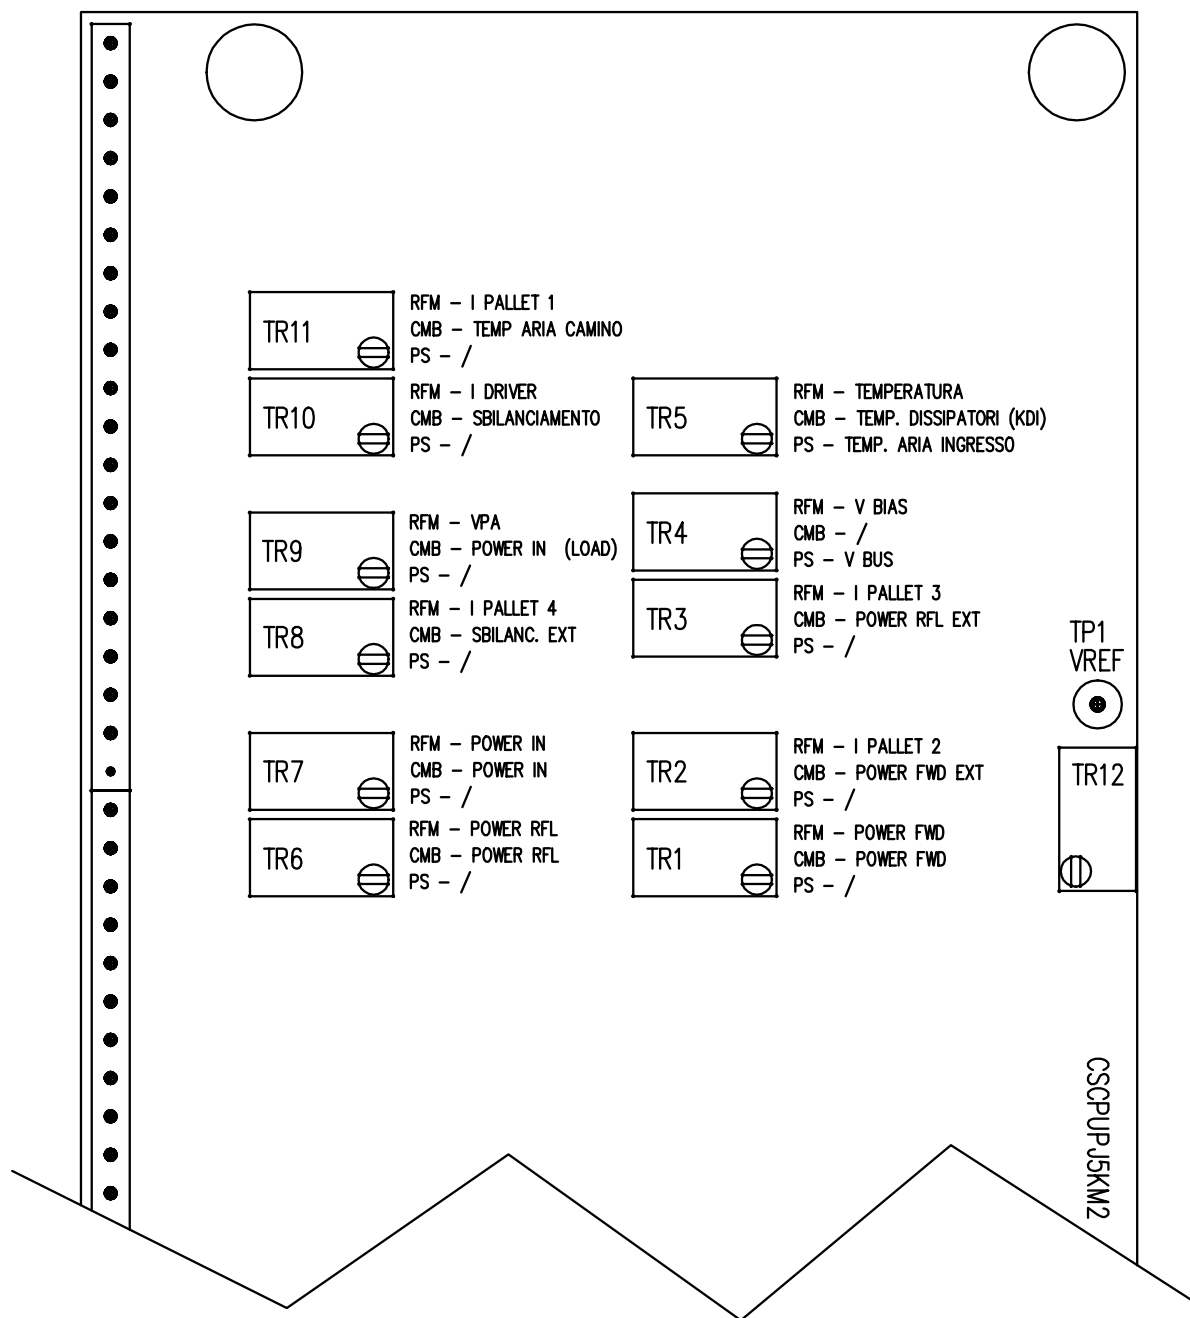 TR11
RFM - I PALLET 1
CMB - TEMP ARIA CAMINO
PS - /
TR10
RFM - I DRIVER
CMB - SBILANCIAMENTO
PS - /
TR5
RFM - TEMPERATURA
CMB - TEMP. DISSIPATORI (KDI)
PS - TEMP. ARIA INGRESSO
TR9
RFM - VPA
CMB - POWER IN (LOAD)
PS - /
TR4
RFM - V BIAS
CMB - /
PS - V BUS
TR8
RFM - I PALLET 4
CMB - SBILANC. EXT
PS - /
TR3
RFM - I PALLET 3
CMB - POWER RFL EXT
PS - /
TP1
VREF
TR7
RFM - POWER IN
CMB - POWER IN
PS - /
TR2
RFM - I PALLET 2
CMB - POWER FWD EXT
PS - /
TR12
TR6
RFM - POWER RFL
CMB - POWER RFL
PS - /
TR1
RFM - POWER FWD
CMB - POWER FWD
PS - /
CSCPUPJ5KM2